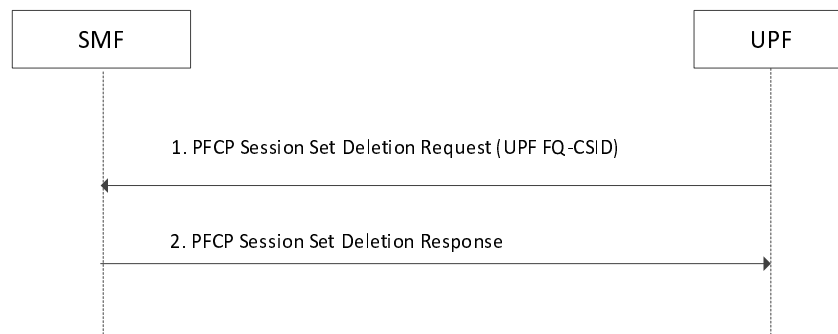 SMF
UPF
1. PFCP Session Set Deletion Request (UPF FQ-CSID)
2. PFCP Session Set Deletion Response